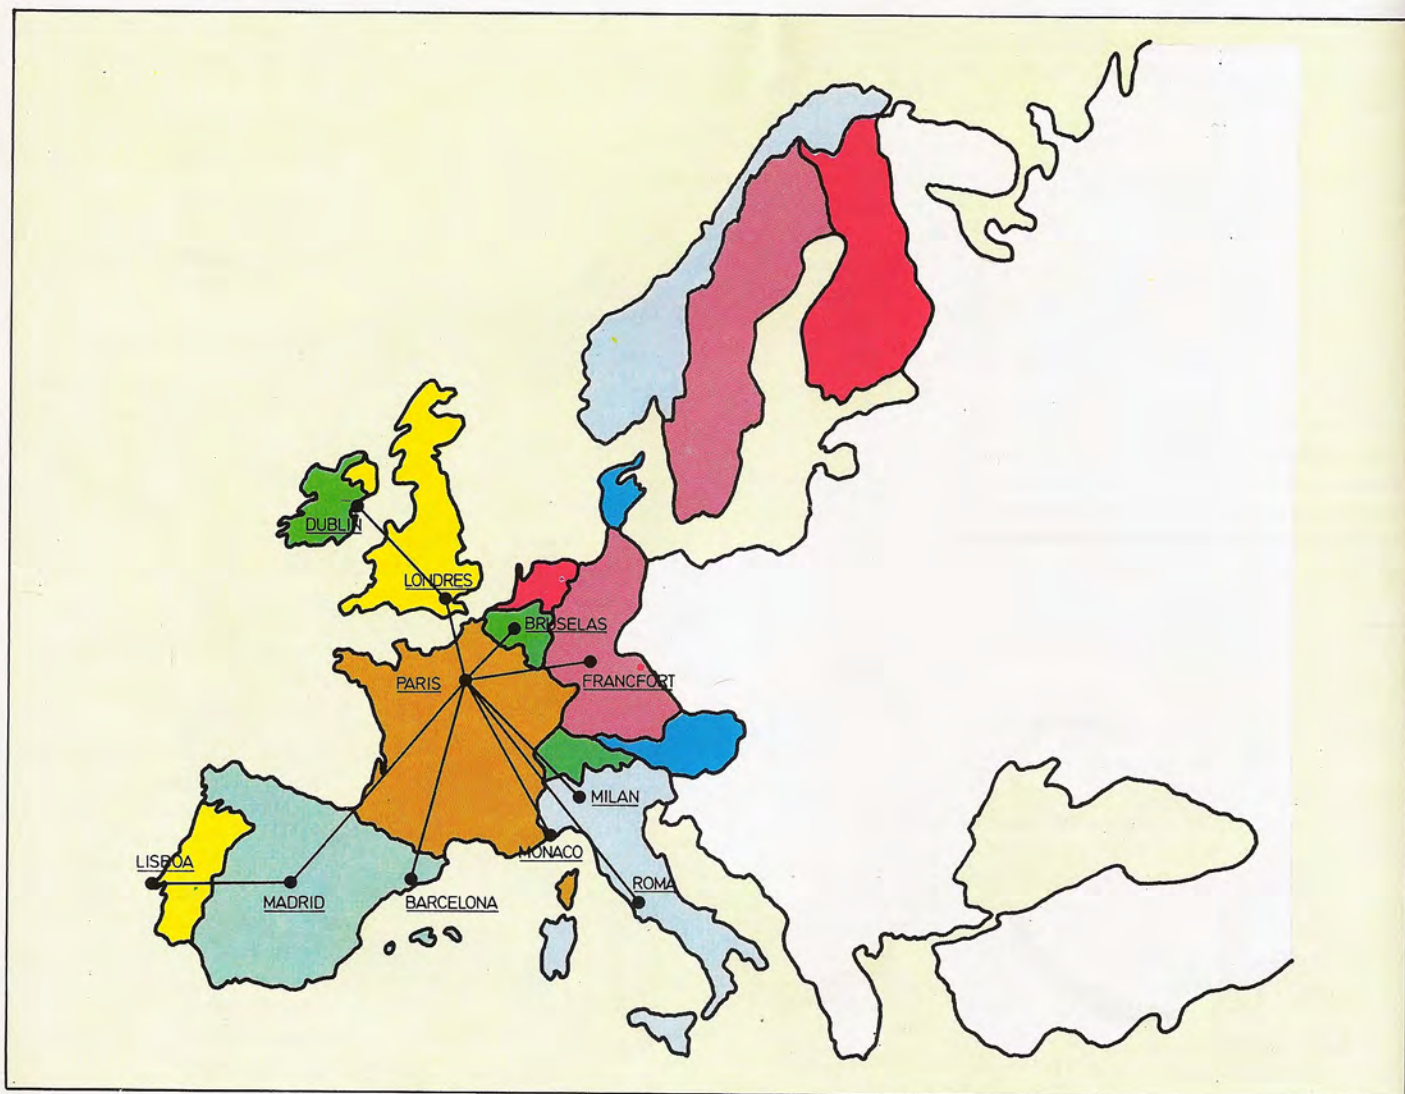 DUBLIN
LONDRES
BRUSELAS
PARIS
FRANCFORT
MILAN
MONACO
LISBOA
ROMA
MADRID
BARCELONA